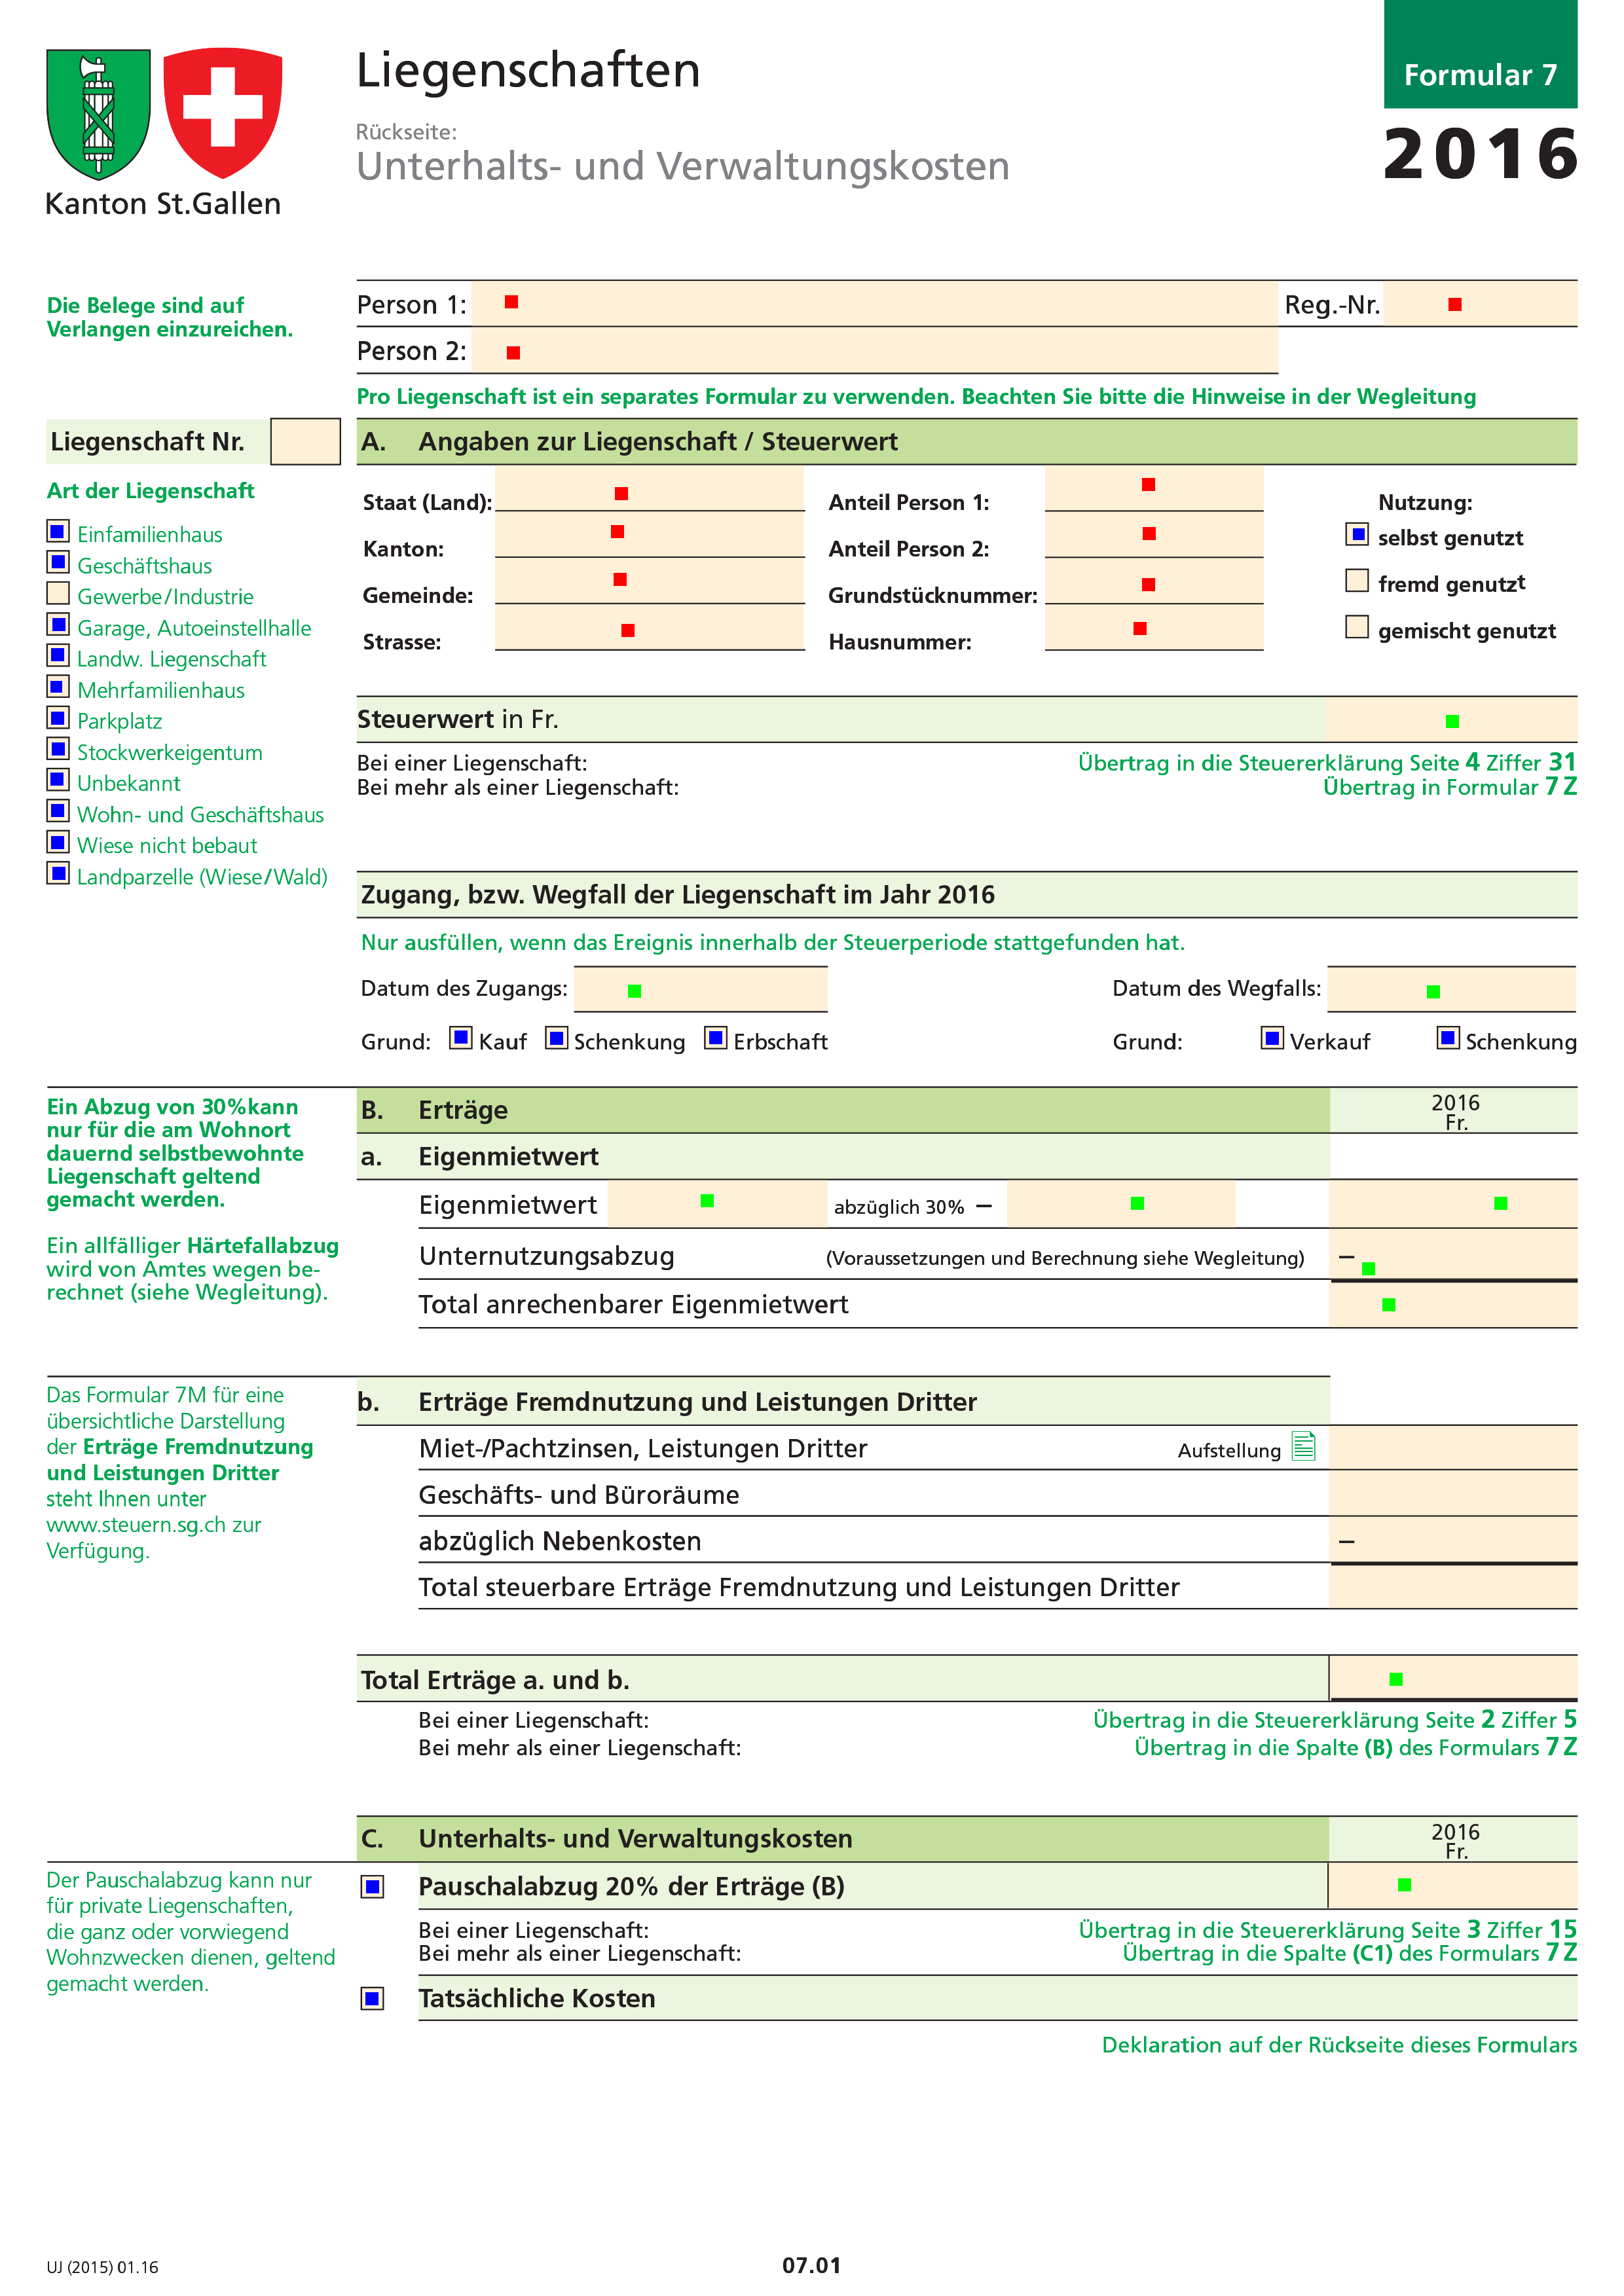 Liegenschaften
Formular 7
Rückseite:
Unterhalts- und Verwaltungskosten
2016
Kanton St.Gallen
Die Belege sind auf
Verlangen einzureichen.
Person 1:
Reg.-Nr.
Person 2:
Pro Liegenschaft ist ein separates Formular zu verwenden. Beachten Sie bitte die Hinweise in der Wegleitung
Liegenschaft Nr.
A. Angaben zur Liegenschaft / Steuerwert
Art der Liegenschaft
Einfamilienhaus
Geschäftshaus
Gewerbe/Industrie
Garage, Autoeinstellhalle
Landw. Liegenschaft
Mehrfamilienhaus
Parkplatz
Stockwerkeigentum
Unbekannt
Wohn- und Geschäftshaus
Wiese nicht bebaut
Landparzelle (Wiese/Wald)
Staat (Land): Anteil Person 1: Nutzung:
selbst genutzt
Kanton: Anteil Person 2:
fremd genutzt
Gemeinde: Grundstücknummer:
gemischt genutzt
Strasse: Hausnummer:
Steuerwert in Fr.
Bei einer Liegenschaft: Übertrag in die Steuererklärung Seite 4 Ziffer 31
Bei mehr als einer Liegenschaft: Übertrag in Formular 7 Z
Zugang, bzw. Wegfall der Liegenschaft im Jahr 2016
Nur ausfüllen, wenn das Ereignis innerhalb der Steuerperiode stattgefunden hat.
Datum des Zugangs: Datum des Wegfalls:
Grund: Kauf Schenkung Erbschaft Grund: Verkauf Schenkung
Ein Abzug von 30%kann
nur für die am Wohnort
dauernd selbstbewohnte
Liegenschaft geltend
gemacht werden.
Ein allfälliger Härtefallabzug
wird von Amtes wegen be-
rechnet (siehe Wegleitung).
B. Erträge 2016
Fr.
a. Eigenmietwert
Eigenmietwert abzüglich 30% –
Unternutzungsabzug (Voraussetzungen und Berechnung siehe Wegleitung) –
Total anrechenbarer Eigenmietwert
Das Formular 7M für eine
übersichtliche Darstellung
der Erträge Fremdnutzung
und Leistungen Dritter
steht Ihnen unter
www.steuern.sg.ch zur
Verfügung.
b. Erträge Fremdnutzung und Leistungen Dritter
Miet-/Pachtzinsen, Leistungen Dritter Aufstellung
Geschäfts- und Büroräume
abzüglich Nebenkosten –
Total steuerbare Erträge Fremdnutzung und Leistungen Dritter
Total Erträge a. und b.
Bei einer Liegenschaft: Übertrag in die Steuererklärung Seite 2 Ziffer 5
Bei mehr als einer Liegenschaft: Übertrag in die Spalte (B) des Formulars 7 Z
C. Unterhalts- und Verwaltungskosten 2016
Fr.
Der Pauschalabzug kann nur
für private Liegenschaften,
die ganz oder vorwiegend
Wohnzwecken dienen, geltend
gemacht werden.
Pauschalabzug 20% der Erträge (B)
Bei einer Liegenschaft: Übertrag in die Steuererklärung Seite 3 Ziffer 15
Bei mehr als einer Liegenschaft: Übertrag in die Spalte (C1) des Formulars 7 Z
Tatsächliche Kosten
Deklaration auf der Rückseite dieses Formulars
UJ (2015) 01.16
07.01